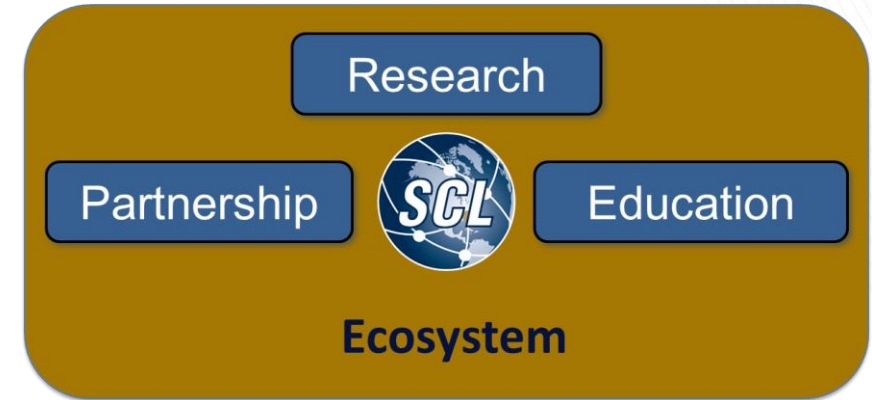 Research
Partnership
SCL
Education
Ecosystem